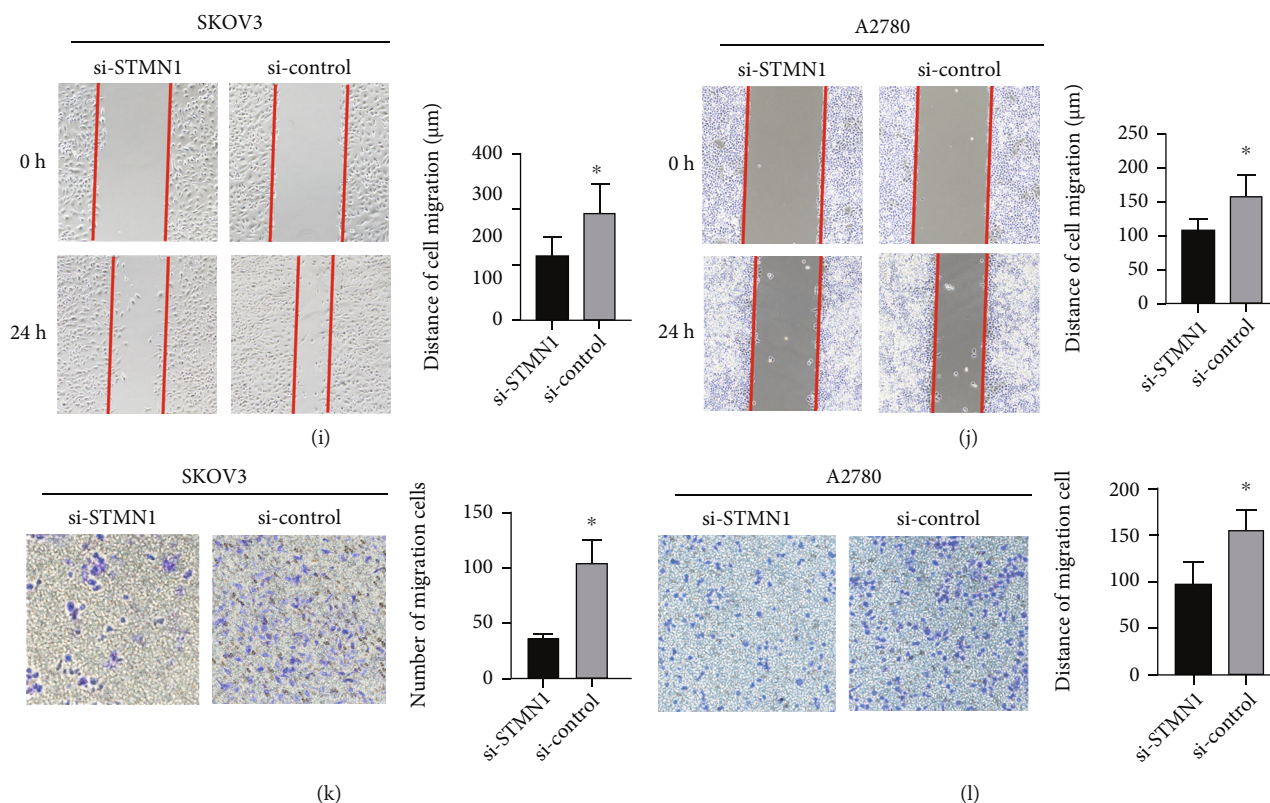 SKOV3
si-STMN1 si-control
0 h
24 h
Distance of cell migration (μm)
400
300
200
100
0
*
si-STMN1
si-control
(i)
A2780
si-STMN1 si-control
0 h
24 h
Distance of cell migration (μm)
250
200
150
100
50
0
*
si-STMN1
si-control
(j)
SKOV3
si-STMN1 si-control
Number of migration cells
150
100
50
0
*
si-STMN1
si-control
(k)
A2780
si-STMN1 si-control
Distance of migration cell
200
150
100
50
0
*
si-STMN1
si-control
(l)